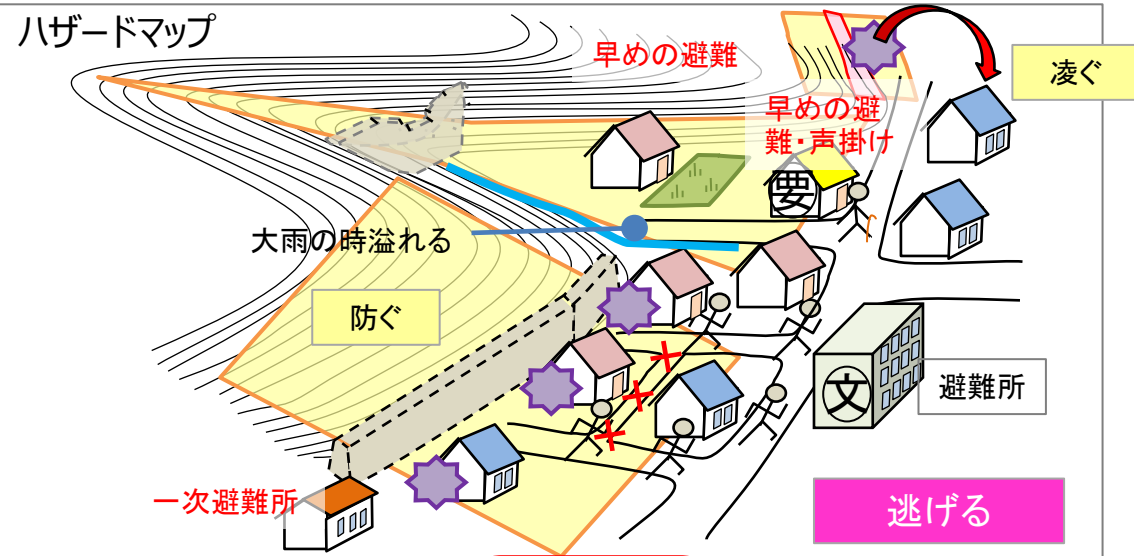 ハザードマップ
早めの避難
凌ぐ
早めの避
難・声掛け
要
大雨の時溢れる
防ぐ
文
避難所
一次避難所
逃げる